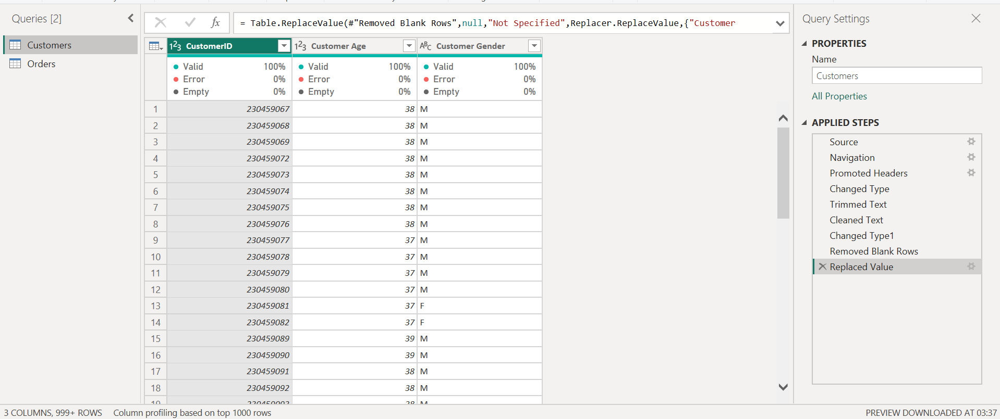 Queries [2]
Customers
Orders
fx
= Table.ReplaceValue(#"Removed Blank Rows",null,"Not Specified",Replacer.ReplaceValue,{"Customer
123 CustomerID 123 Customer Age ABC Customer Gender
Valid 100% Valid 100% Valid 100%
Error 0% Error 0% Error 0%
Empty 0% Empty 0% Empty 0%
1 230459067 38 M
2 230459068 38 M
3 230459069 38 M
4 230459072 38 M
5 230459073 38 M
6 230459074 38 M
7 230459075 38 M
8 230459076 38 M
9 230459077 37 M
10 230459078 37 M
11 230459079 37 M
12 230459080 37 M
13 230459081 37 F
14 230459082 37 F
15 230459089 39 M
16 230459090 39 M
17 230459091 38 M
18 230459092 38 M
19 230459093 38 M
Query Settings
PROPERTIES
Name
Customers
All Properties
APPLIED STEPS
Source
Navigation
Promoted Headers
Changed Type
Trimmed Text
Cleaned Text
Changed Type1
Removed Blank Rows
Replaced Value
3 COLUMNS, 999+ ROWS Column profiling based on top 1000 rows
PREVIEW DOWNLOADED AT 03:37